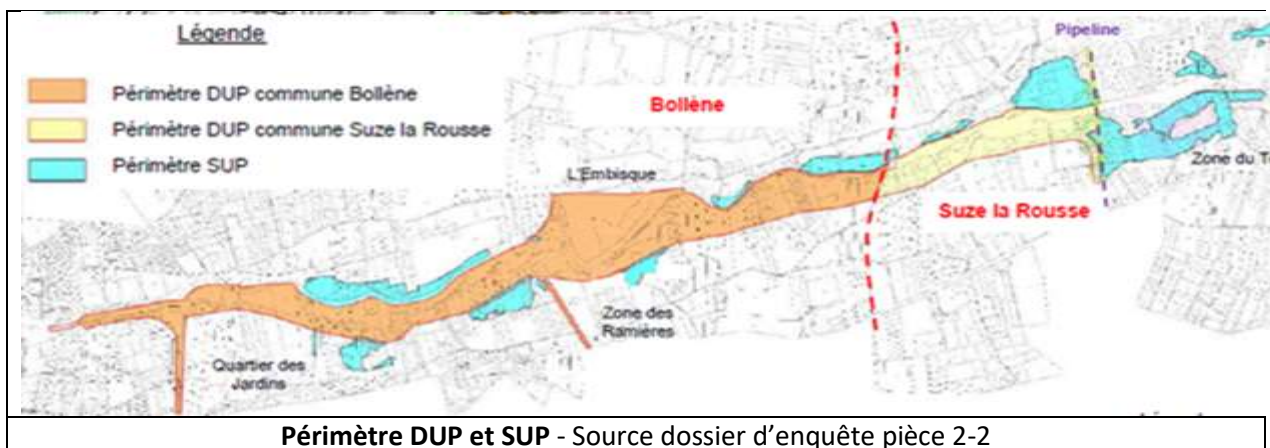 Légende
Périmètre DUP commune Bollène
Périmètre DUP commune Suze la Rousse
Périmètre SUP
Pipeline
Bollène
L'Embisque
Zone du
Suze la Rousse
Zone des
Ramières
Quartier des
Jardins
Périmètre DUP et SUP - Source dossier d'enquête pièce 2-2